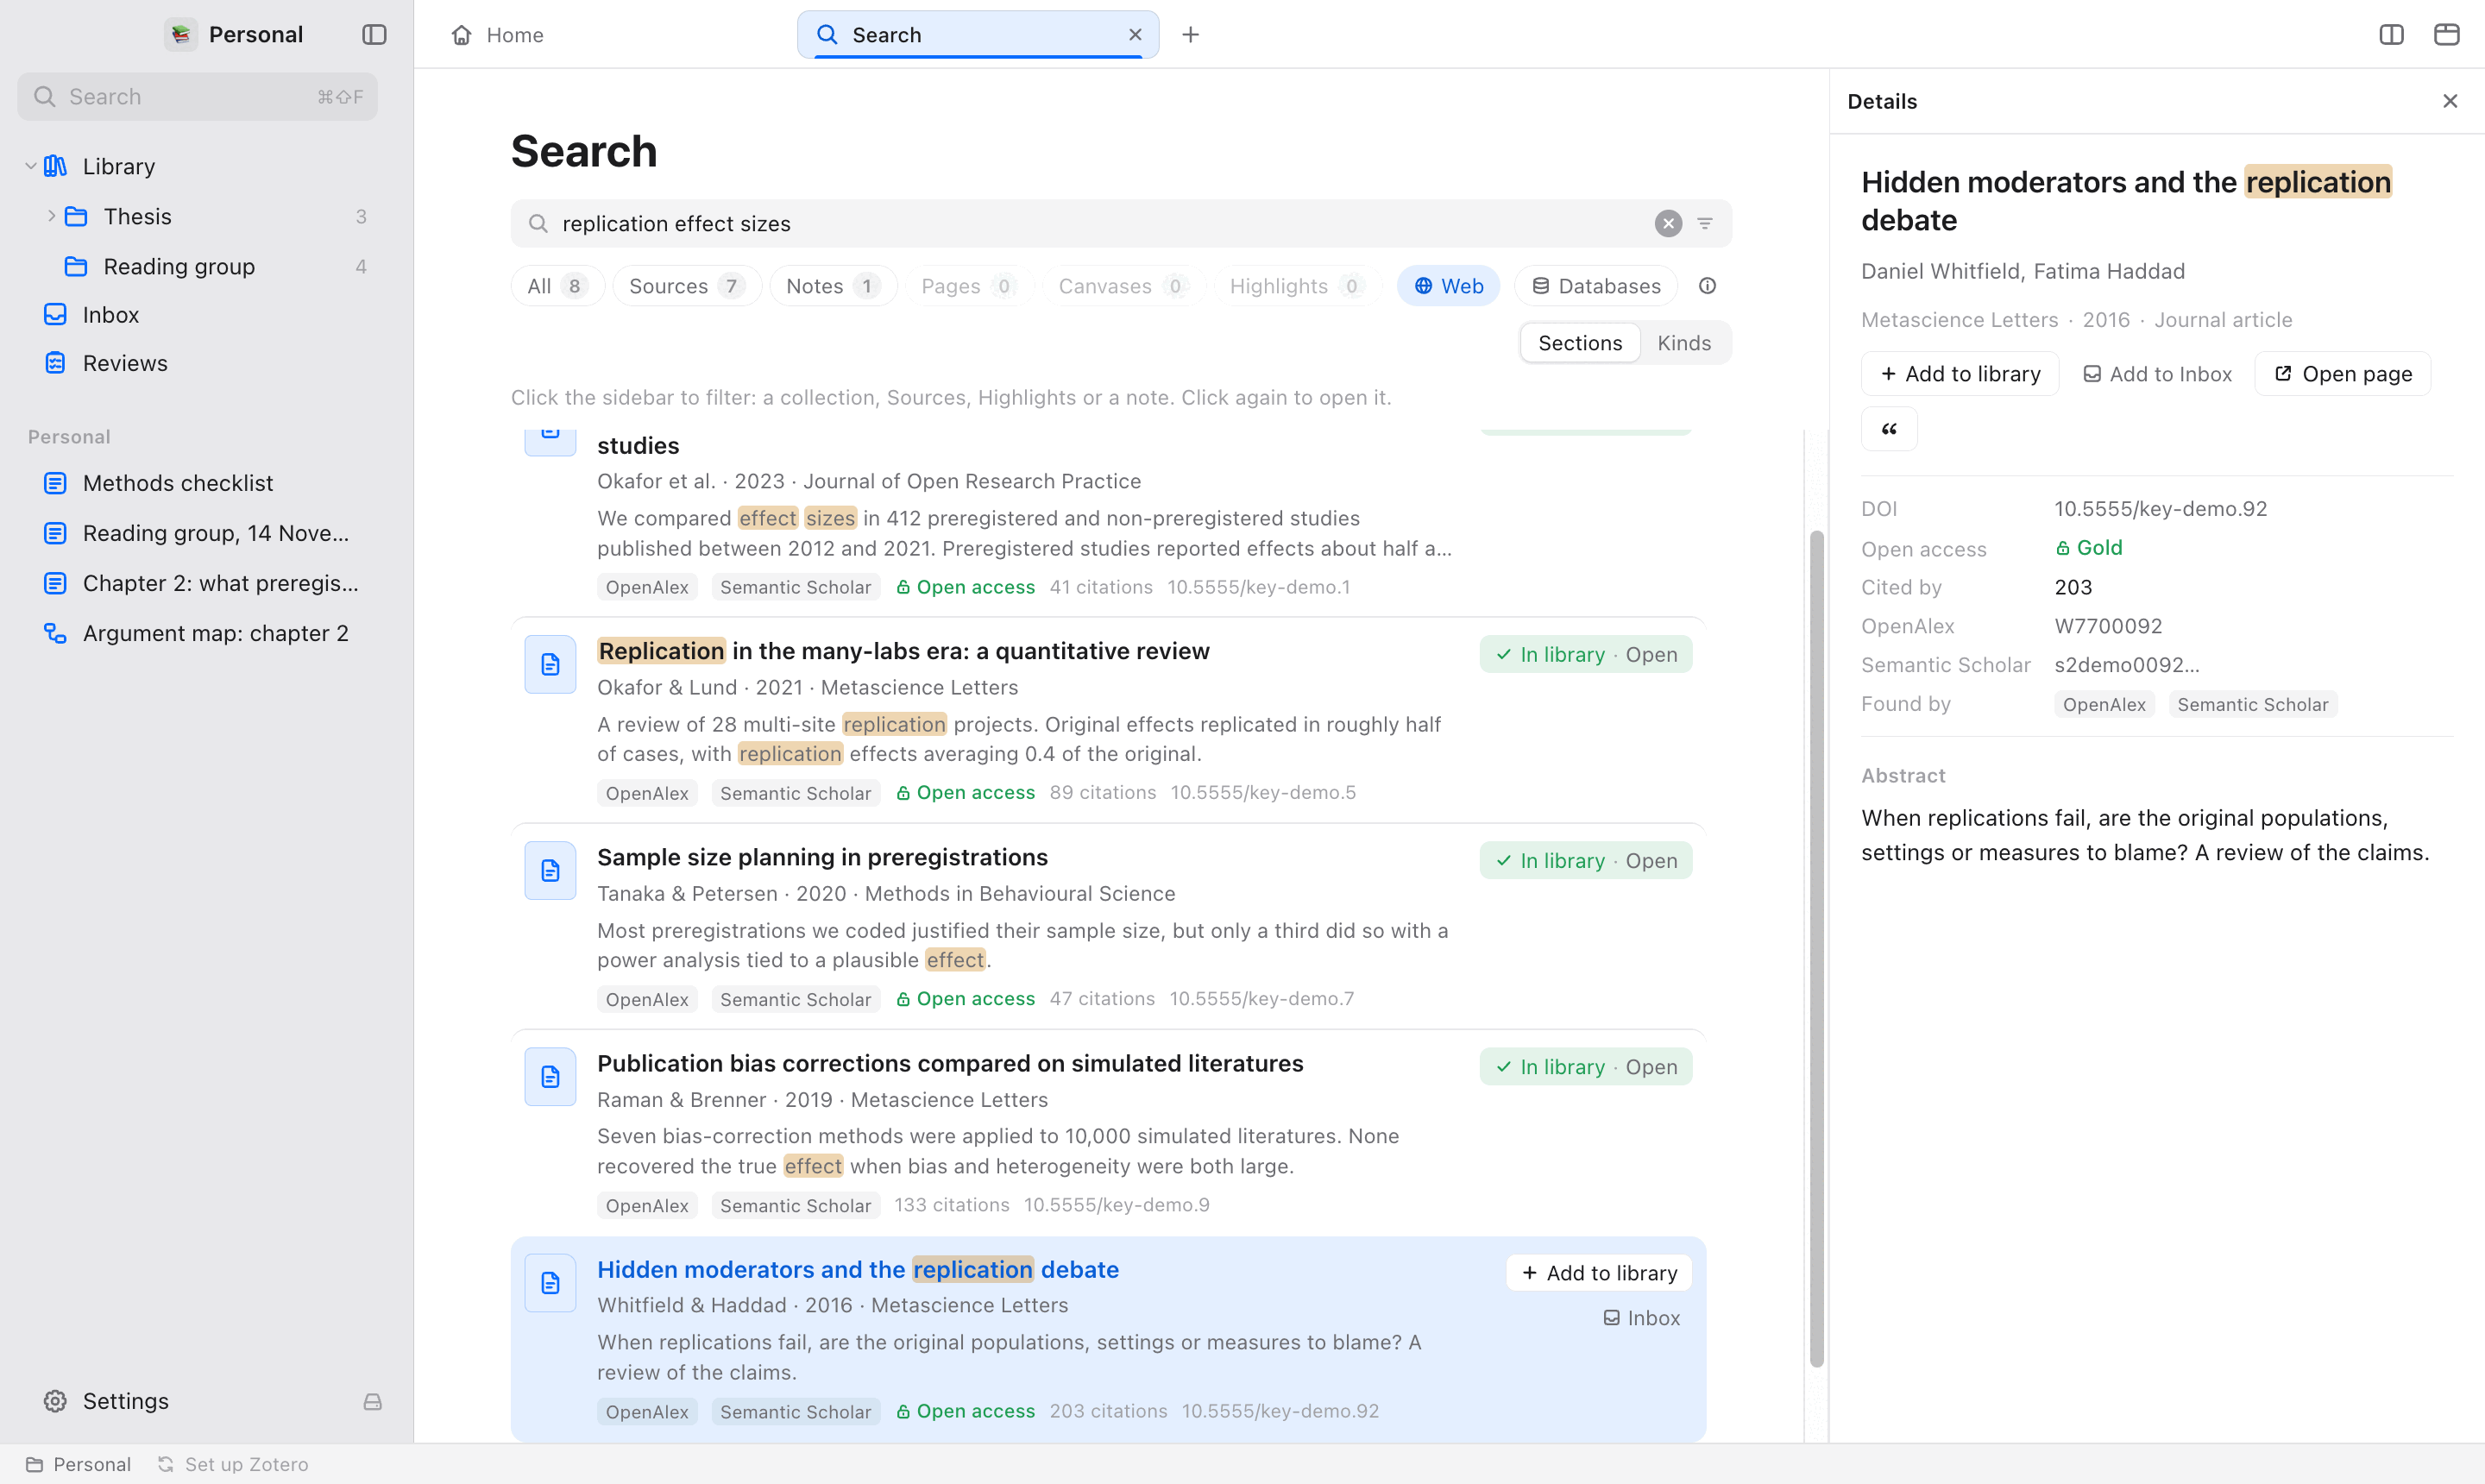 Personal
Search ⌘⇧F
Library
Thesis 3
Reading group 4
Inbox
Reviews
Personal
Methods checklist
Reading group, 14 Nove...
Chapter 2: what preregis...
Argument map: chapter 2
Settings
Personal
Set up Zotero
Home
Search
Search
replication effect sizes
All 8 Sources 7 Notes 1 Pages 0 Canvases 0 Highlights 0 Web Databases
Sections Kinds
Click the sidebar to filter: a collection, Sources, Highlights or a note. Click again to open it.
studies
Okafor et al. · 2023 · Journal of Open Research Practice
We compared effect sizes in 412 preregistered and non-preregistered studies
published between 2012 and 2021. Preregistered studies reported effects about half a...
OpenAlex Semantic Scholar Open access 41 citations 10.5555/key-demo.1
Replication in the many-labs era: a quantitative review
In library · Open
Okafor & Lund · 2021 · Metascience Letters
A review of 28 multi-site replication projects. Original effects replicated in roughly half
of cases, with replication effects averaging 0.4 of the original.
OpenAlex Semantic Scholar Open access 89 citations 10.5555/key-demo.5
Sample size planning in preregistrations
In library · Open
Tanaka & Petersen · 2020 · Methods in Behavioural Science
Most preregistrations we coded justified their sample size, but only a third did so with a
power analysis tied to a plausible effect.
OpenAlex Semantic Scholar Open access 47 citations 10.5555/key-demo.7
Publication bias corrections compared on simulated literatures
In library · Open
Raman & Brenner · 2019 · Metascience Letters
Seven bias-correction methods were applied to 10,000 simulated literatures. None
recovered the true effect when bias and heterogeneity were both large.
OpenAlex Semantic Scholar 133 citations 10.5555/key-demo.9
Hidden moderators and the replication debate
+ Add to library
Whitfield & Haddad · 2016 · Metascience Letters
Inbox
When replications fail, are the original populations, settings or measures to blame? A
review of the claims.
OpenAlex Semantic Scholar Open access 203 citations 10.5555/key-demo.92
Details
Hidden moderators and the replication
debate
Daniel Whitfield, Fatima Haddad
Metascience Letters · 2016 · Journal article
+ Add to library Add to Inbox Open page
“
DOI 10.5555/key-demo.92
Open access Gold
Cited by 203
OpenAlex W7700092
Semantic Scholar s2demo0092...
Found by OpenAlex Semantic Scholar
Abstract
When replications fail, are the original populations,
settings or measures to blame? A review of the claims.